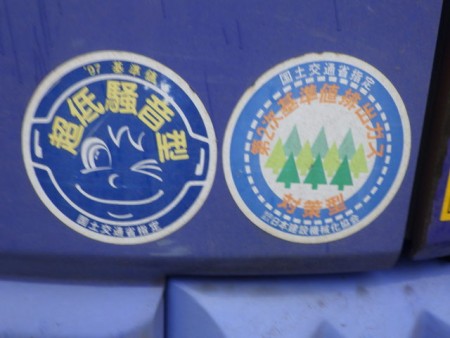 '97 基準値
超低騒音型
国土交通省指定
国土交通省指定
第2次基準値排出ガス
対策型
(社)日本建設機械化協会